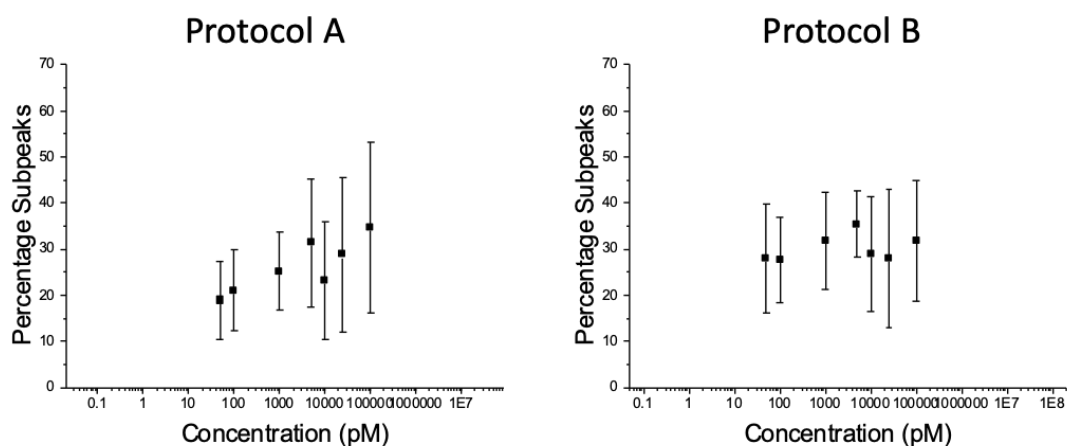 Protocol A
70
60
50
40
30
20
10
0
Percentage Subpeaks
0.1 1 10 100 1000 10000 100000 1000000 1E7
Concentration (pM)
Protocol B
70
60
50
40
30
20
10
0
Percentage Subpeaks
0.1 1 10 100 1000 10000 100000 1000000 1E7 1E8
Concentration (pM)